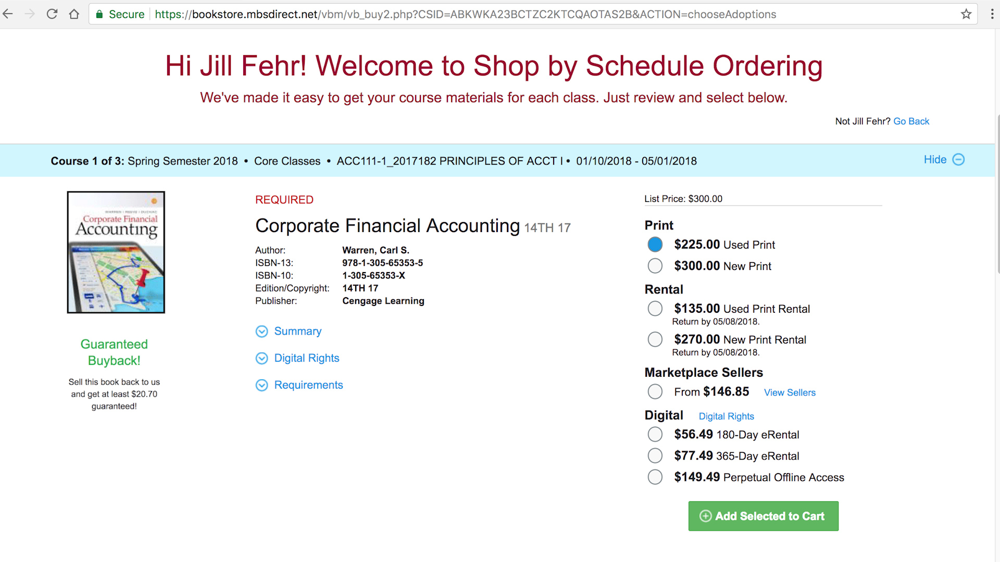 Secure https://bookstore.mbsdirect.net/vbm/vb_buy2.php?CSID=ABKWKA23BCTZC2KTCQAOTAS2B&ACTION=chooseAdoptions
Hi Jill Fehr! Welcome to Shop by Schedule Ordering
We've made it easy to get your course materials for each class. Just review and select below.
Not Jill Fehr? Go Back
Course 1 of 3: Spring Semester 2018 • Core Classes • ACC111-1_2017182 PRINCIPLES OF ACCT I • 01/10/2018 - 05/01/2018
Hide
WARREN | REEVE | DUCHAC
Corporate Financial
Accounting
Guaranteed
Buyback!
Sell this book back to us
and get at least $20.70
guaranteed!
REQUIRED
Corporate Financial Accounting 14TH 17
Author: Warren, Carl S.
ISBN-13: 978-1-305-65353-5
ISBN-10: 1-305-65353-X
Edition/Copyright: 14TH 17
Publisher: Cengage Learning
Summary
Digital Rights
Requirements
List Price: $300.00
Print
$225.00 Used Print
$300.00 New Print
Rental
$135.00 Used Print Rental
Return by 05/08/2018.
$270.00 New Print Rental
Return by 05/08/2018.
Marketplace Sellers
From $146.85 View Sellers
Digital Digital Rights
$56.49 180-Day eRental
$77.49 365-Day eRental
$149.49 Perpetual Offline Access
Add Selected to Cart